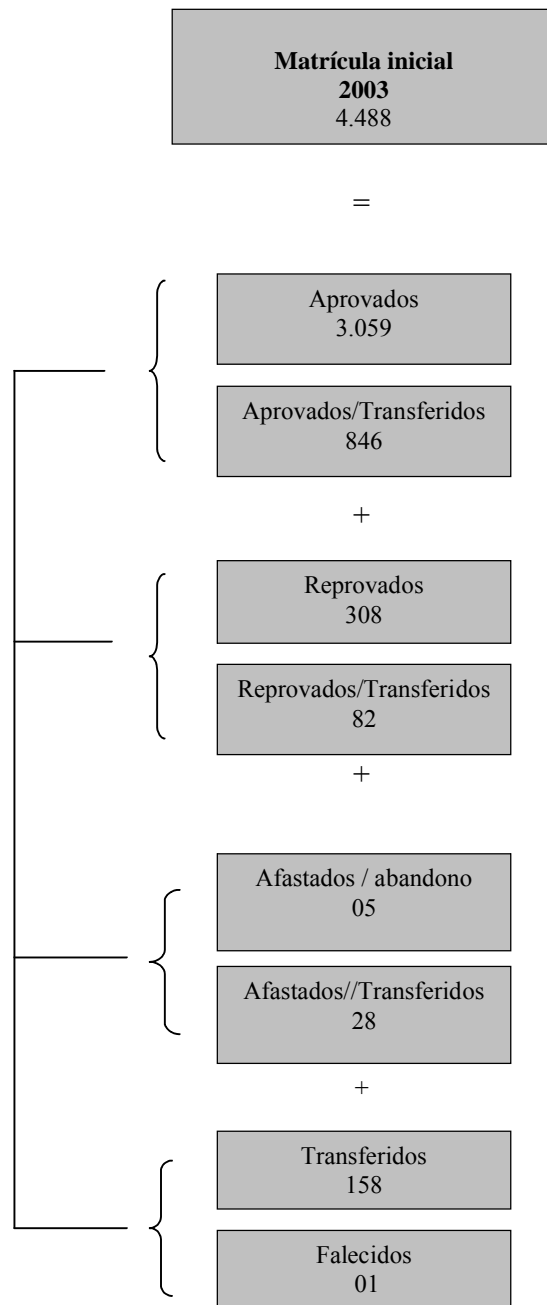 Matrícula inicial
2003
4.488
=
Aprovados
3.059
Aprovados/Transferidos
846
+
Reprovados
308
Reprovados/Transferidos
82
+
Afastados / abandono
05
Afastados//Transferidos
28
+
Transferidos
158
Falecidos
01